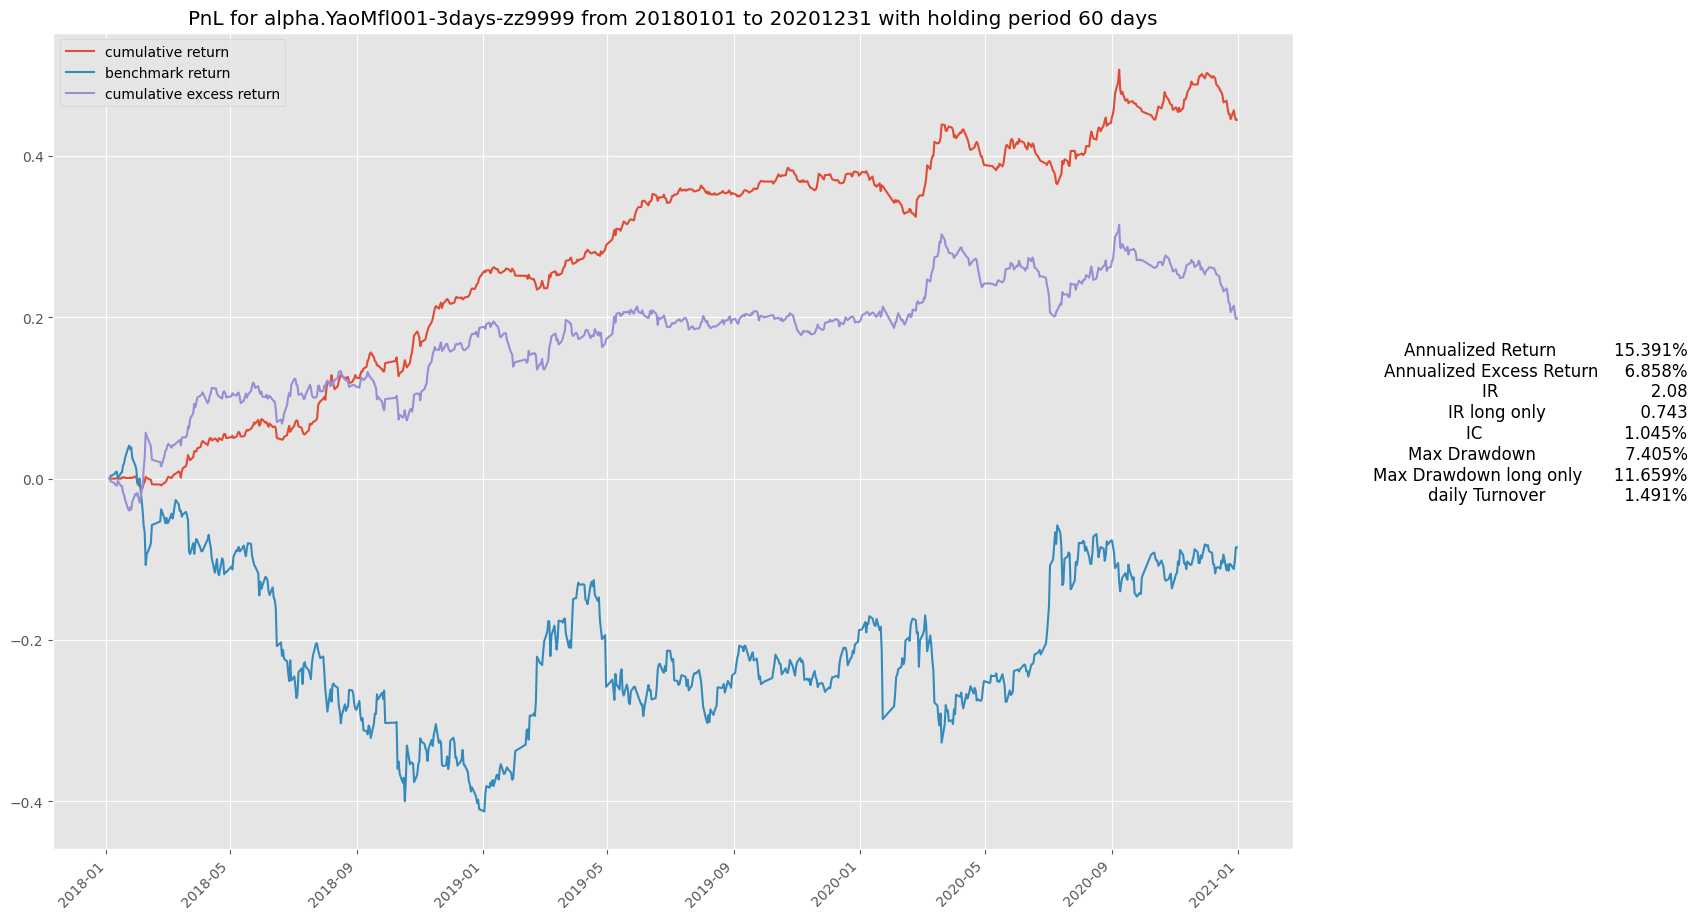 PnL for alpha.YaoMfl001-3days-zz9999 from 20180101 to 20201231 with holding period 60 days
cumulative return
benchmark return
cumulative excess return
0.4
0.2
0.0
−0.2
−0.4
2018-01
2018-05
2018-09
2019-01
2019-05
2019-09
2020-01
2020-05
2020-09
2021-01
Annualized Return 15.391%
Annualized Excess Return 6.858%
IR 2.08
IR long only 0.743
IC 1.045%
Max Drawdown 7.405%
Max Drawdown long only 11.659%
daily Turnover 1.491%